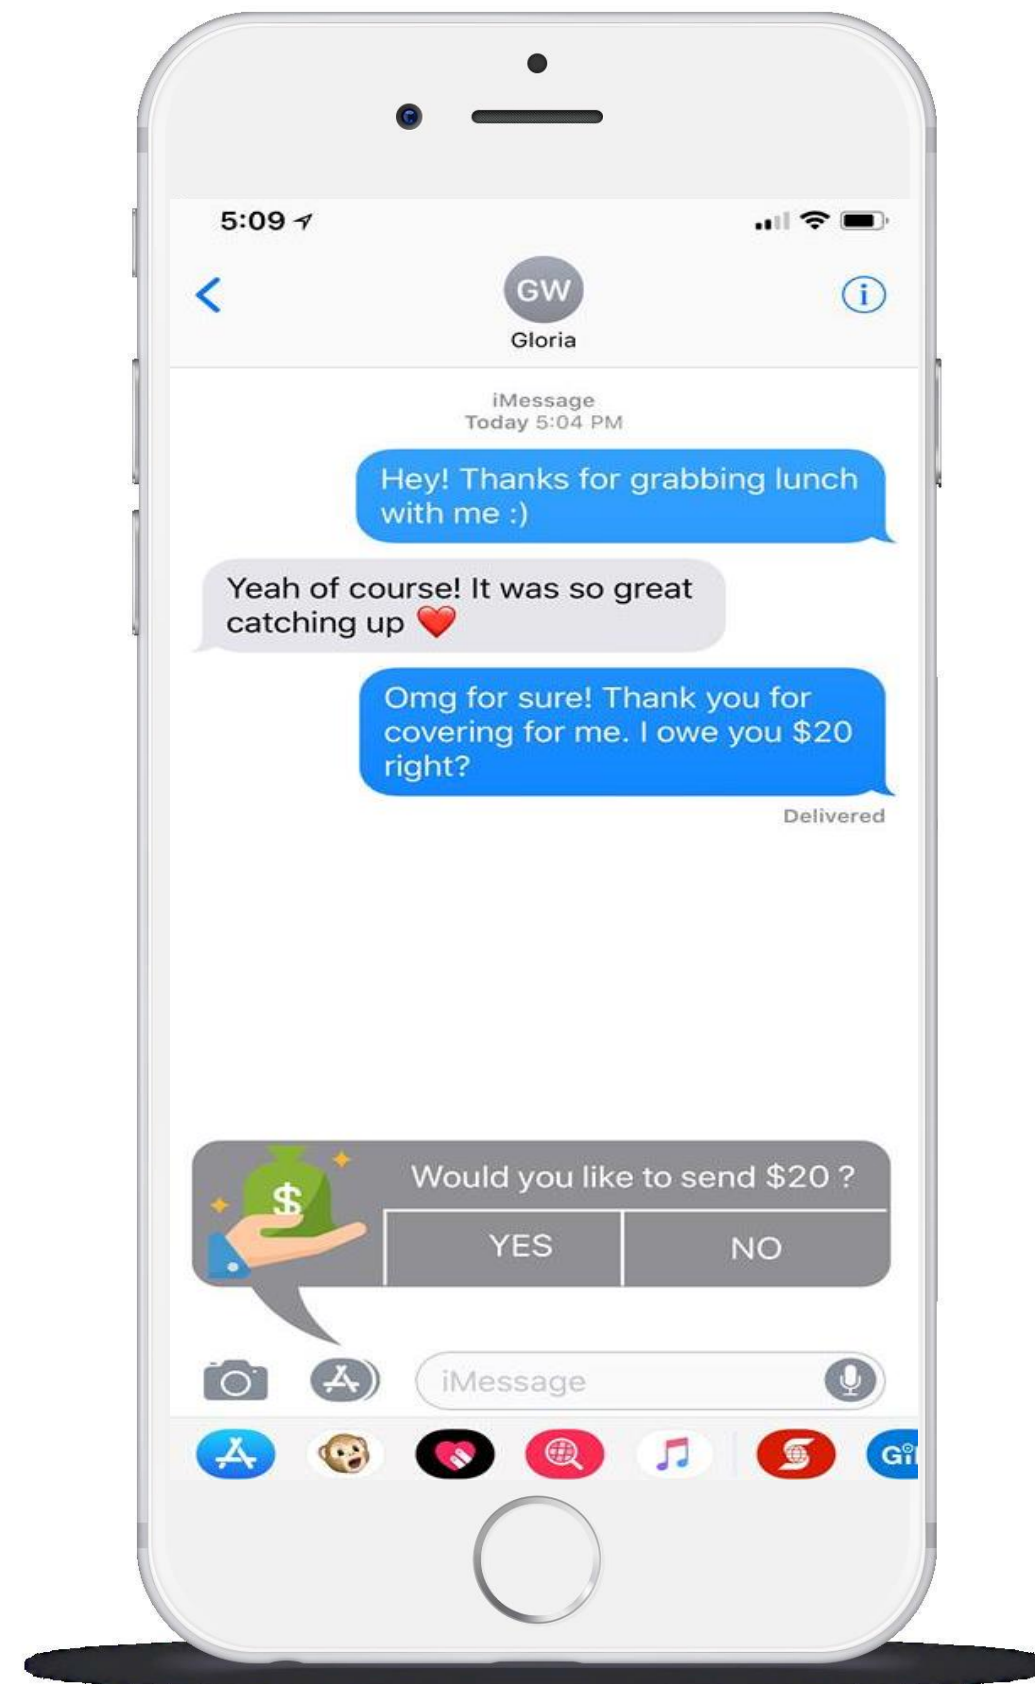 5:09
GW
Gloria
iMessage
Today 5:04 PM
Hey! Thanks for grabbing lunch
with me :)
Yeah of course! It was so great
catching up ❤️
Omg for sure! Thank you for
covering for me. I owe you $20
right?
Delivered
$
Would you like to send $20 ?
YES
NO
iMessage